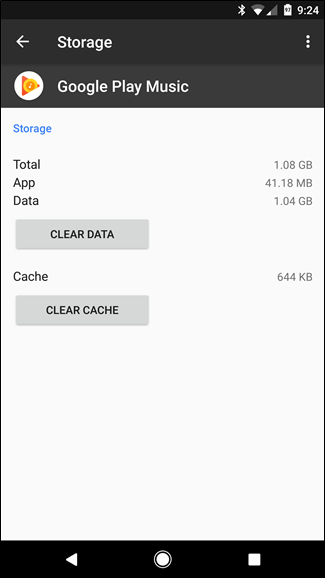 9:24
Storage
Google Play Music
Storage
Total 1.08 GB
App 41.18 MB
Data 1.04 GB
CLEAR DATA
Cache 644 KB
CLEAR CACHE